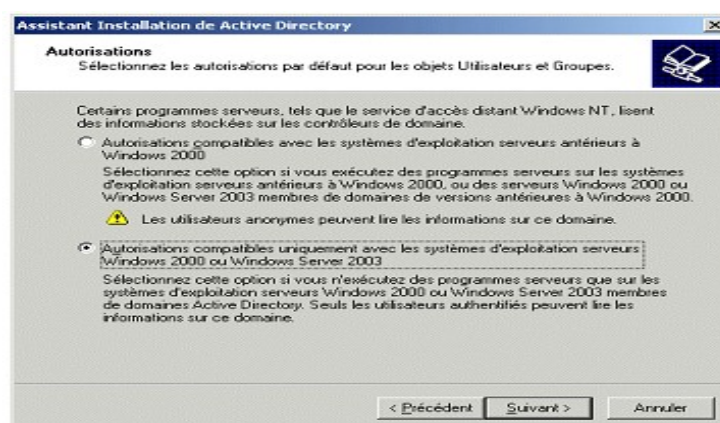 Assistant Installation de Active Directory
Autorisations
Sélectionnez les autorisations par défaut pour les objets Utilisateurs et Groupes.
Certains programmes serveurs, tels que le service d'accès distant Windows NT, lisent
des informations stockées sur les contrôleurs de domaine.
Autorisations compatibles avec les systèmes d'exploitation serveurs antérieurs à
Windows 2000
Sélectionnez cette option si vous exécutez des programmes serveurs sur les systèmes
d'exploitation serveurs antérieurs à Windows 2000, ou des serveurs Windows 2000 ou
Windows Server 2003 membres de domaines de versions antérieures à Windows 2000.
Les utilisateurs anonymes peuvent lire les informations sur ce domaine.
Autorisations compatibles uniquement avec les systèmes d'exploitation serveurs
Windows 2000 ou Windows Server 2003
Sélectionnez cette option si vous n'exécutez des programmes serveurs que sur les
systèmes d'exploitation serveurs Windows 2000 ou Windows Server 2003 membres
de domaines Active Directory. Seuls les utilisateurs authentifiés peuvent lire les
informations sur ce domaine.
< Précédent Suivant > Annuler